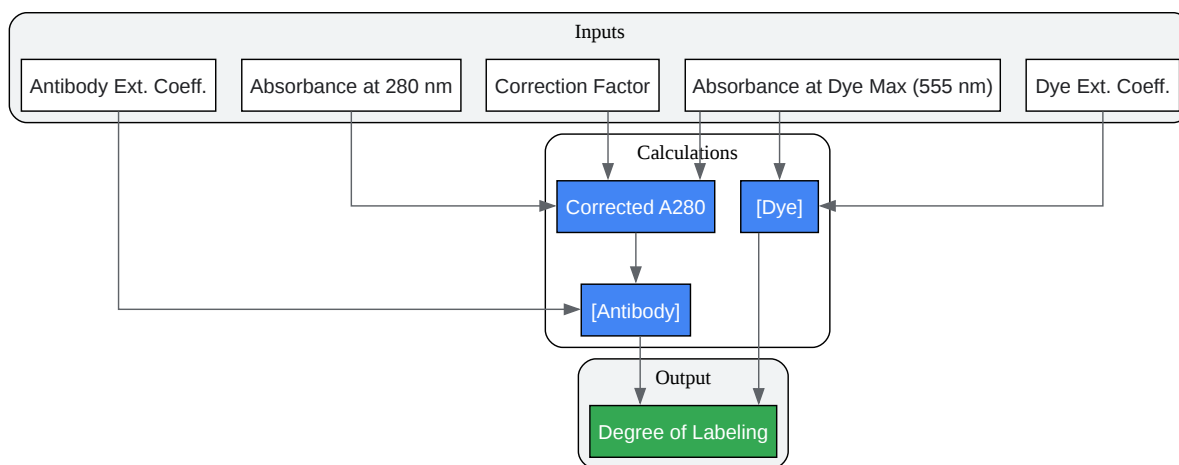 Inputs
Antibody Ext. Coeff.
Absorbance at 280 nm
Correction Factor
Absorbance at Dye Max (555 nm)
Dye Ext. Coeff.
Calculations
Corrected A280
[Dye]
[Antibody]
Output
Degree of Labeling